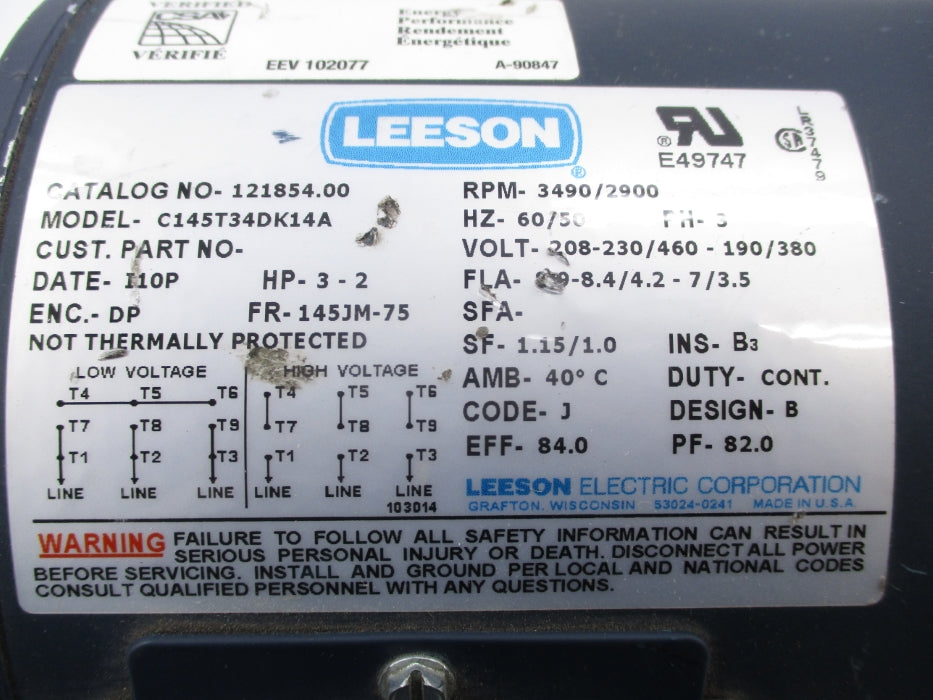 VERIFIED
CSA
VÉRIFIÉ
EEV 102077
Energy
Performance
Rendement
Énergétique
A-90847
LEESON
®
®
E49747
LR37479
CATALOG NO- 121854.00
MODEL- C145T34DK14A
CUST. PART NO-
DATE- I10P HP- 3 - 2
ENC.- DP FR- 145JM-75
NOT THERMALLY PROTECTED
RPM- 3490/2900
HZ- 60/50 PH- 3
VOLT- 208-230/460 - 190/380
FLA- -8.4/4.2 - 7/3.5
SFA-
SF- 1.15/1.0 INS- B3
AMB- 40° C DUTY- CONT.
CODE- J DESIGN- B
EFF- 84.0 PF- 82.0
LOW VOLTAGE
T4 T5 T6
T7 T8 T9
T1 T2 T3
LINE LINE LINE
HIGH VOLTAGE
T4 T5 T6
T7 T8 T9
T1 T2 T3
LINE LINE LINE
103014
LEESON ELECTRIC CORPORATION
GRAFTON, WISCONSIN 53024-0241 MADE IN U.S.A.
WARNING FAILURE TO FOLLOW ALL SAFETY INFORMATION CAN RESULT IN
SERIOUS PERSONAL INJURY OR DEATH. DISCONNECT ALL POWER
BEFORE SERVICING. INSTALL AND GROUND PER LOCAL AND NATIONAL CODES
CONSULT QUALIFIED PERSONNEL WITH ANY QUESTIONS.